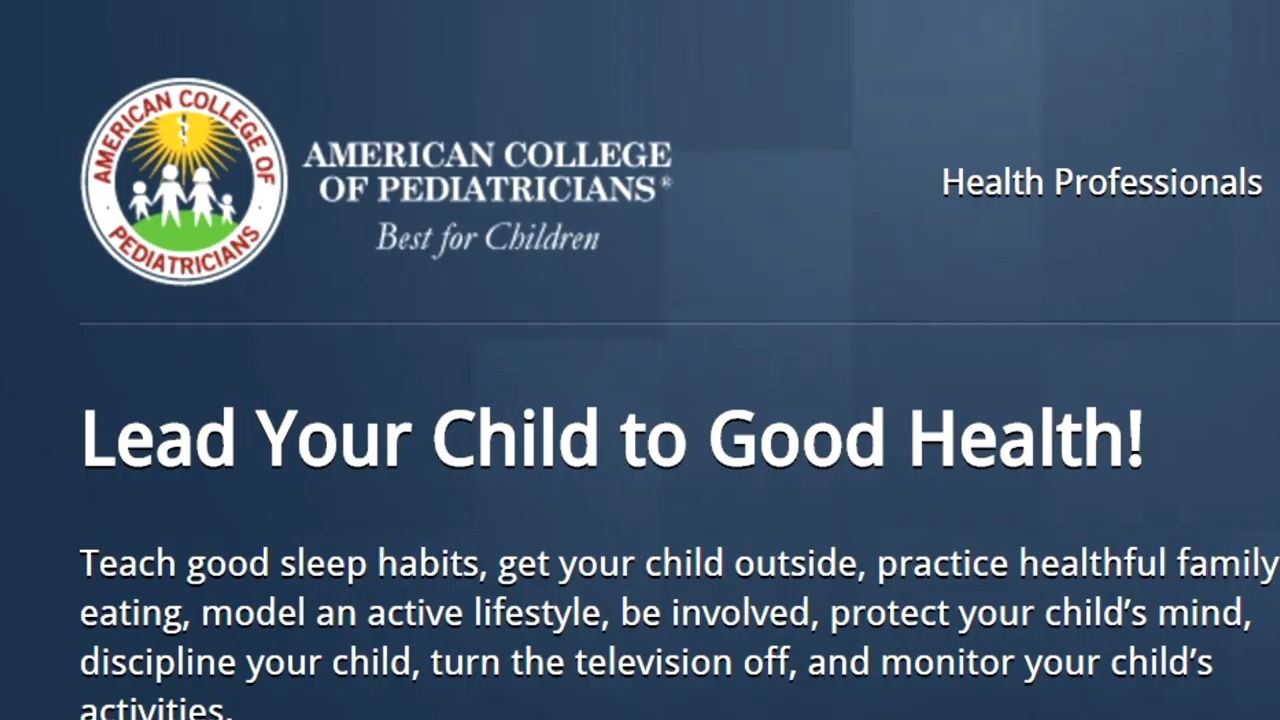 AMERICAN COLLEGE OF
PEDIATRICIANS
AMERICAN COLLEGE
OF PEDIATRICIANS®
Best for Children
Health Professionals
Lead Your Child to Good Health!
Teach good sleep habits, get your child outside, practice healthful family
eating, model an active lifestyle, be involved, protect your child’s mind,
discipline your child, turn the television off, and monitor your child’s
activities.